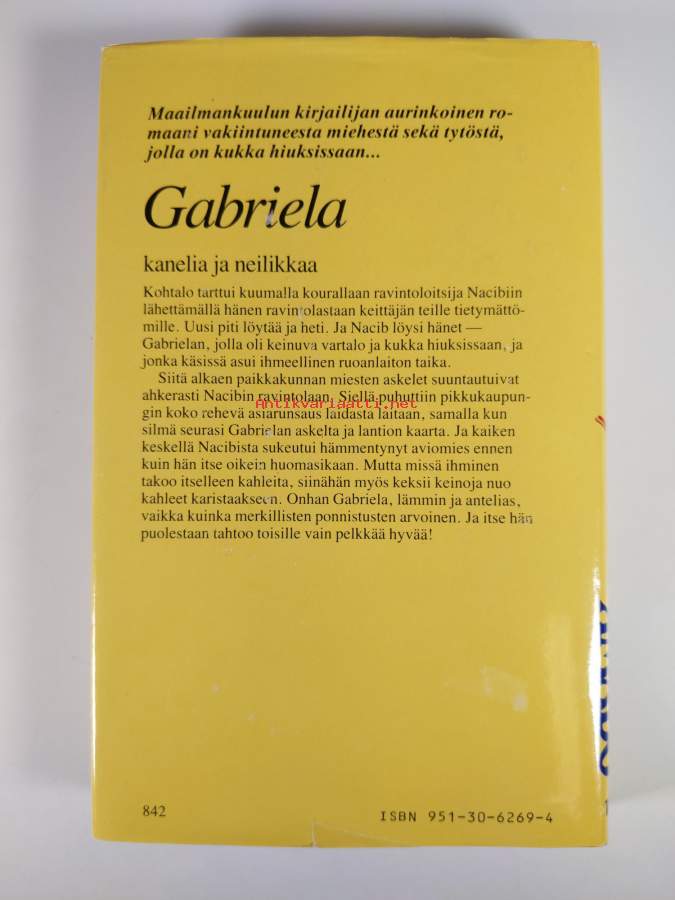 Maailmankuulun kirjailijan aurinkoinen ro-
maani vakiintuneesta miehestä sekä tytöstä,
jolla on kukka hiuksissaan...
Gabriela
kanelia ja neilikkaa
Kohtalo tarttui kuumalla kourallaan ravintoloitsija Nacibiin
lähettämällä hänen ravintolastaan keittäjän teille tietymättö-
mille. Uusi piti löytää ja heti. Ja Nacib löysi hänet —
Gabrielan, jolla oli keinuva vartalo ja kukka hiuksissaan, ja
jonka käsissä asui ihmeellinen ruoanlaiton taika.
Siitä alkaen paikkakunnan miesten askelet suuntautuivat
ahkerasti Nacibin ravintolaan. Siellä puhuttiin pikkukaupun-
gin koko rehevä asiarunsaus laidasta laitaan, samalla kun
silmä seurasi Gabrielan askelta ja lantion kaarta. Ja kaiken
keskellä Nacibista sukeutui hämmentynyt aviomies ennen
kuin hän itse oikein huomasikaan. Mutta missä ihminen
takoo itselleen kahleita, siinähän myös keksii keinoja nuo
kahleet karistaakseen. Onhan Gabriela, lämmin ja antelias,
vaikka kuinka merkillisten ponnistusten arvoinen. Ja itse hän
puolestaan tahtoo toisille vain pelkkää hyvää!
Antikvariaatti.net
842
ISBN 951-30-6269-4